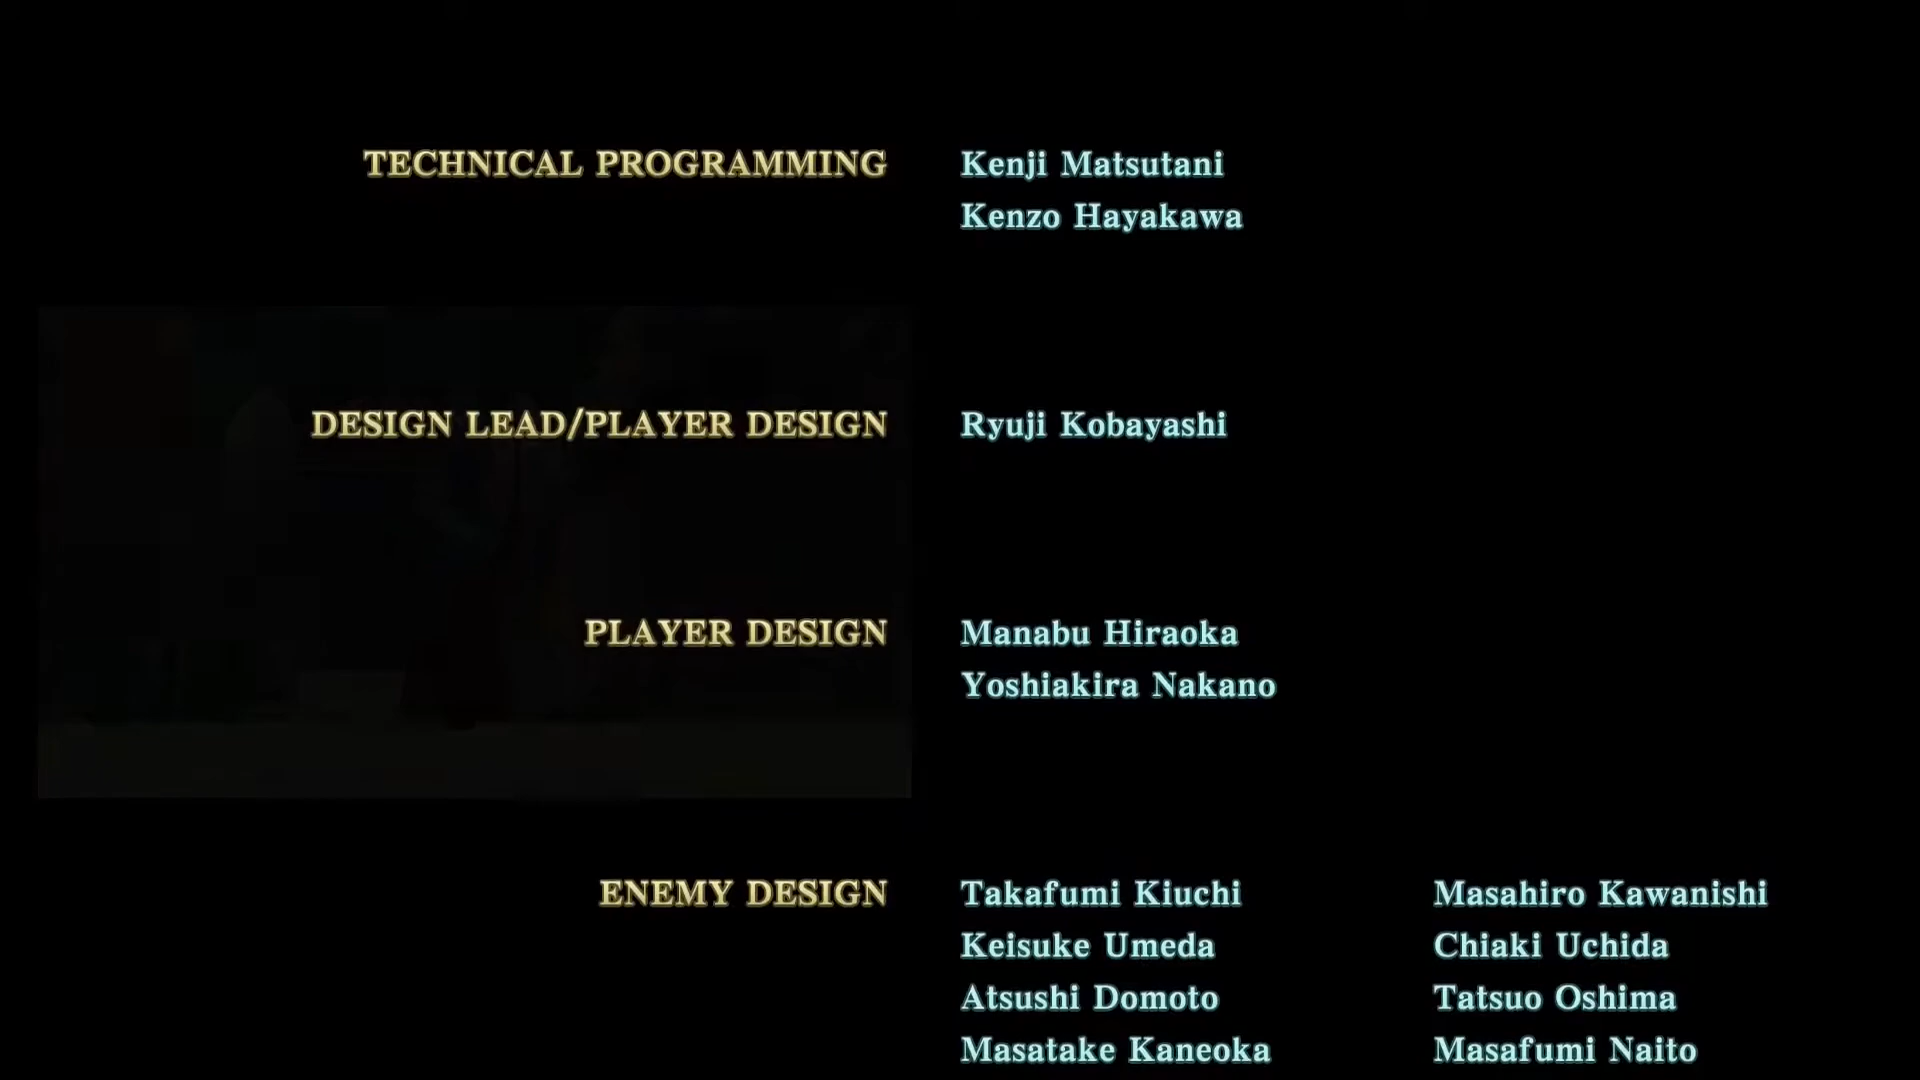 TECHNICAL PROGRAMMING Kenji Matsutani
Kenzo Hayakawa
DESIGN LEAD/PLAYER DESIGN Ryuji Kobayashi
PLAYER DESIGN Manabu Hiraoka
Yoshiakira Nakano
ENEMY DESIGN Takafumi Kiuchi Masahiro Kawanishi
Keisuke Umeda Chiaki Uchida
Atsushi Domoto Tatsuo Oshima
Masatake Kaneoka Masafumi Naito